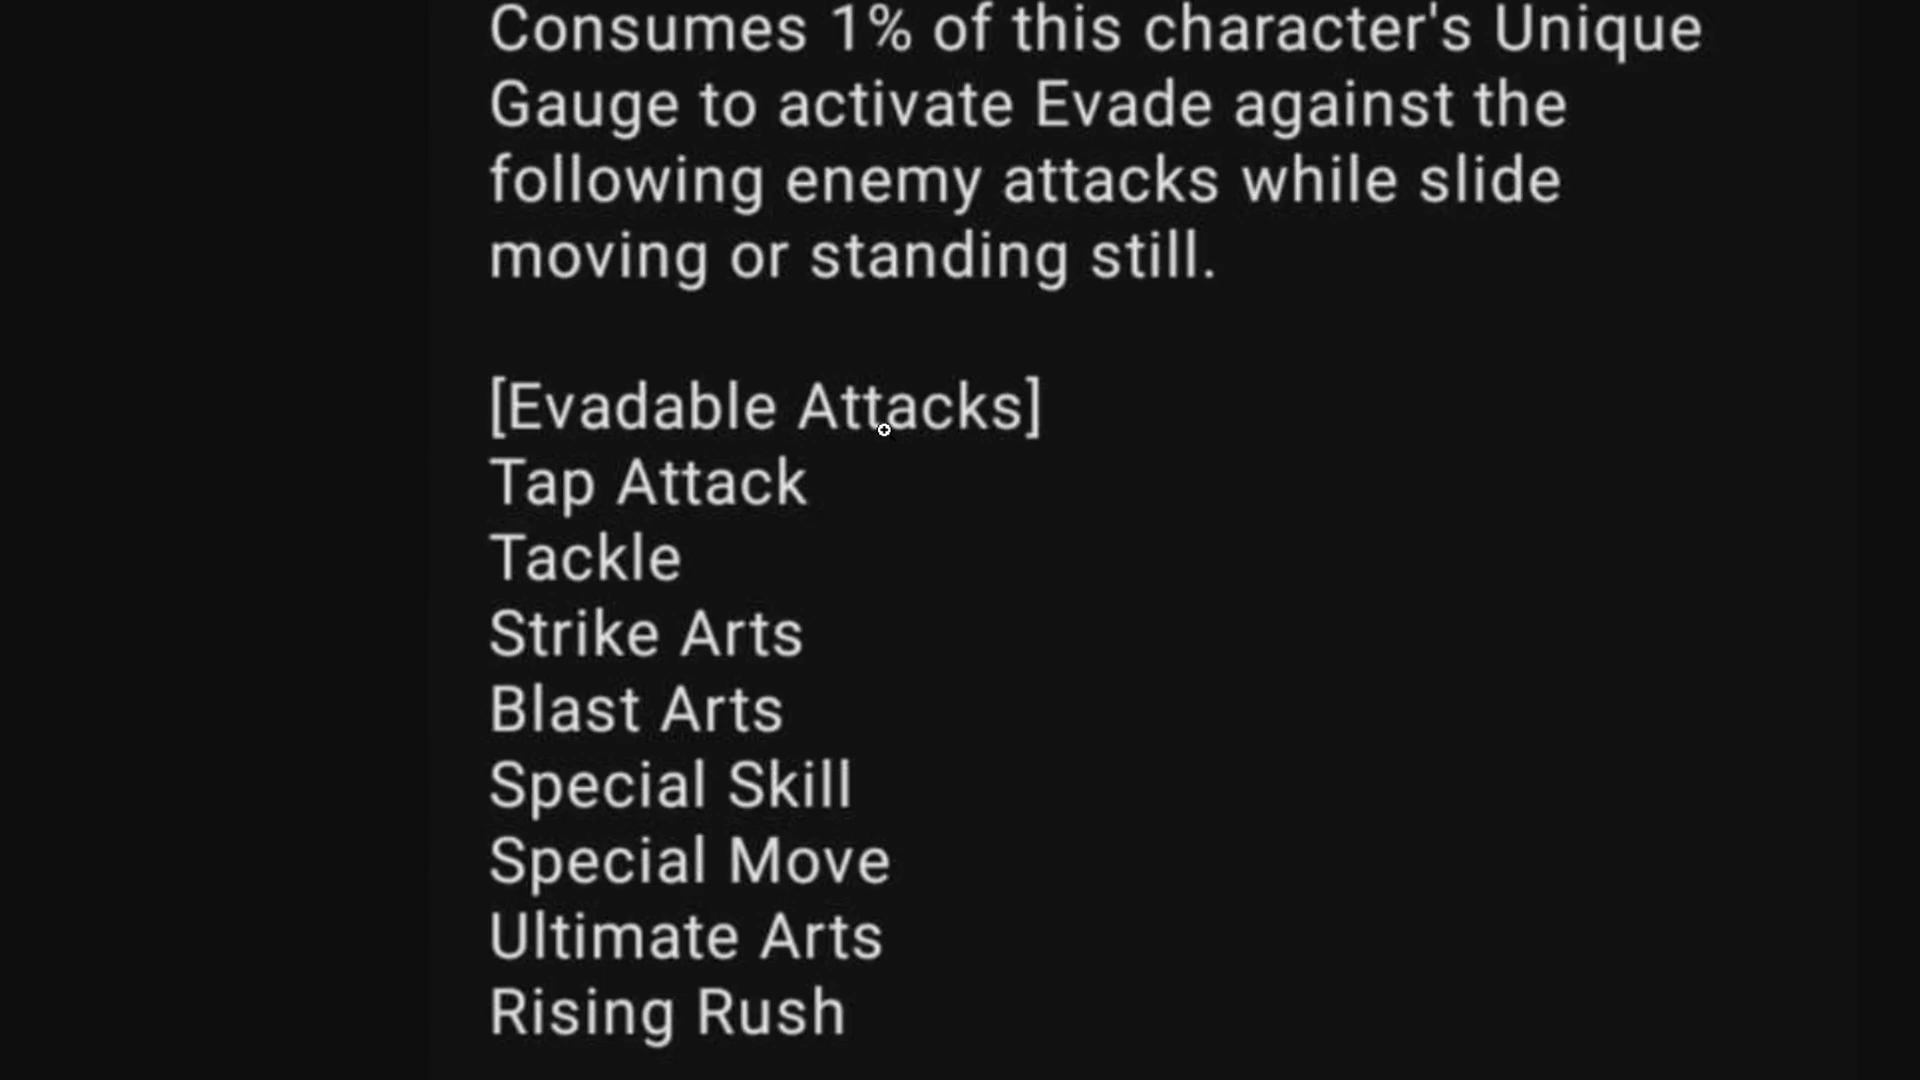 Consumes 1% of this character's Unique
Gauge to activate Evade against the
following enemy attacks while slide
moving or standing still.
[Evadable Attacks]
Tap Attack
Tackle
Strike Arts
Blast Arts
Special Skill
Special Move
Ultimate Arts
Rising Rush